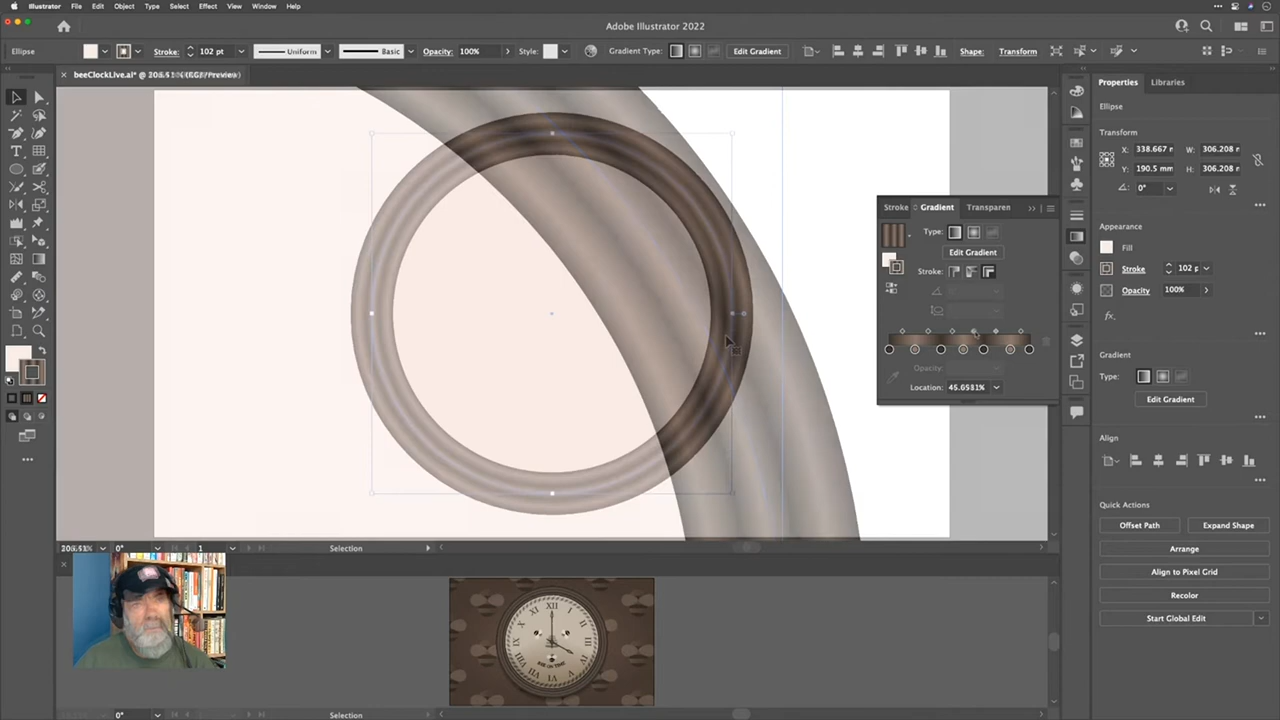 Illustrator File Edit Object Type Select Effect View Window Help
Adobe Illustrator 2022
Ellipse Stroke: 102 pt Uniform Basic Opacity: 100% Style: Gradient Type: Edit Gradient Shape: Transform
beeClockLive.ai*
Properties Libraries
Ellipse
Transform
X: 338.667 m W: 306.208 m
Y: 190.5 mm H: 306.208 m
0°
Stroke Gradient Transparen
Type:
Edit Gradient
Stroke:
Opacity:
Location:
Appearance
Fill
Stroke 102 p
Opacity 100%
fx.
Gradient
Type:
Edit Gradient
Align
Quick Actions
Offset Path Expand Shape
Arrange
Align to Pixel Grid
Recolor
Start Global Edit
0° 1 Selection
XII
0° Selection